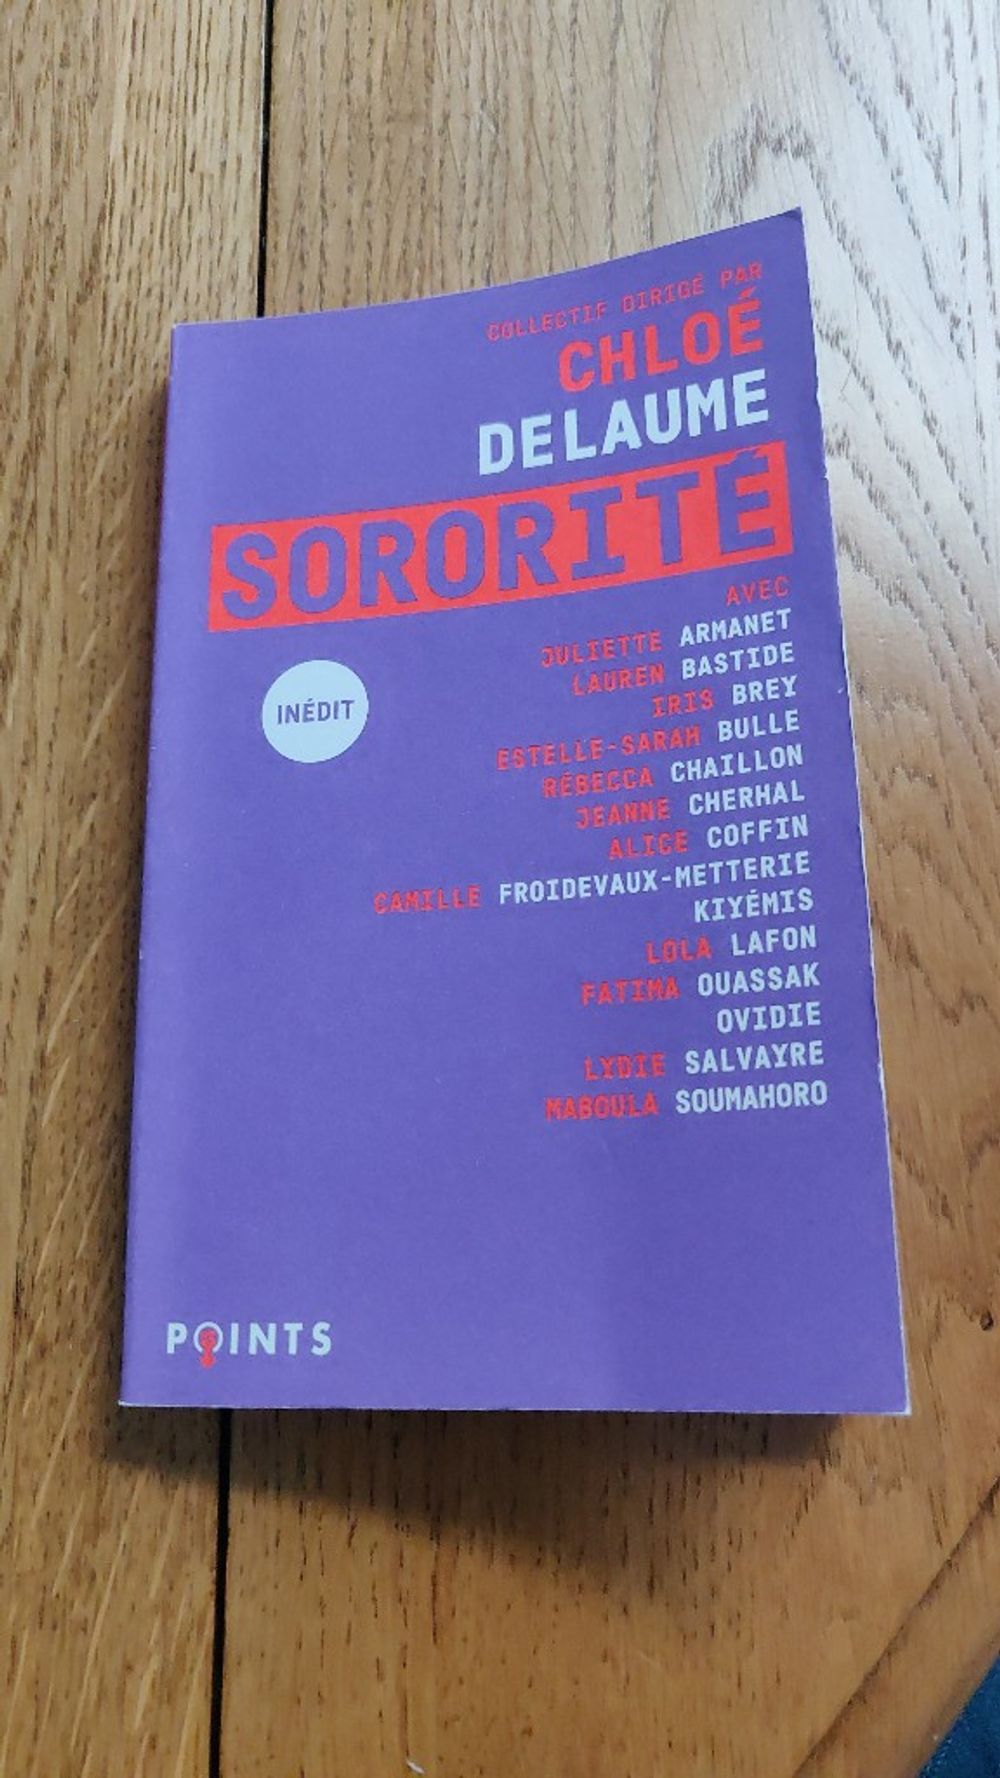 COLLECTIF DIRIGÉ PAR
CHLOÉ
DELAUME
SORORITÉ
AVEC
JULIETTE ARMANET
LAUREN BASTIDE
IRIS BREY
ESTELLE-SARAH BULLE
RÉBECCA CHAILLON
JEANNE CHERHAL
ALICE COFFIN
CAMILLE FROIDEVAUX-METTERIE
KIYÉMIS
LOLA LAFON
FATIMA OUASSAK
OVIDIE
LYDIE SALVAYRE
MABOULA SOUMAHORO
INÉDIT
POINTS